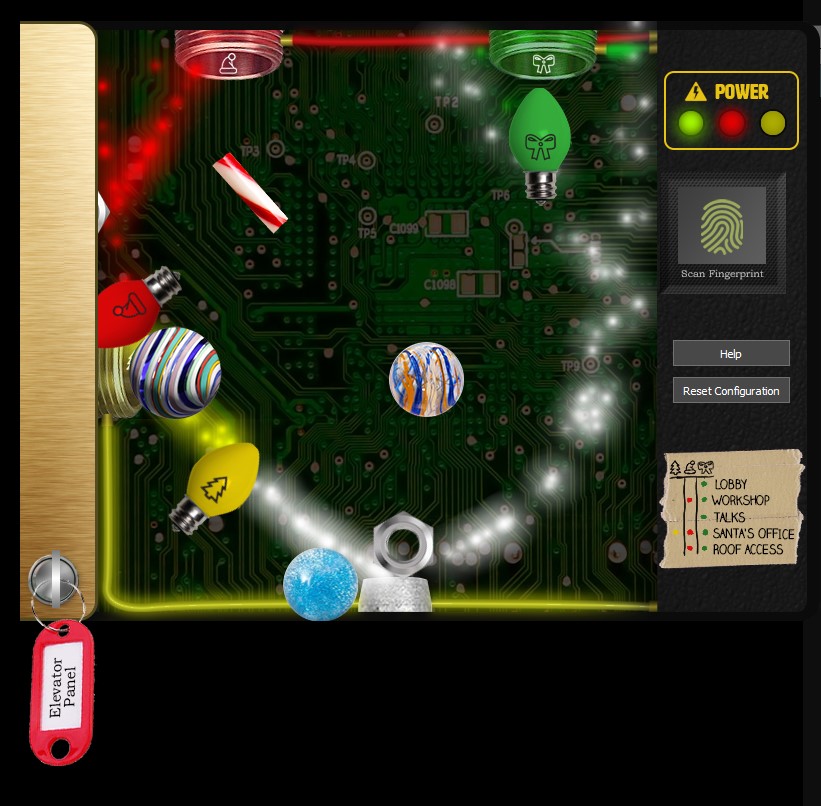 POWER
TP2
TP3
TP4
TP6
TP5
C1099
C1098
TP9
Scan Fingerprint
Help
Reset Configuration
LOBBY
WORKSHOP
TALKS
SANTA'S OFFICE
ROOF ACCESS
Elevator
Panel